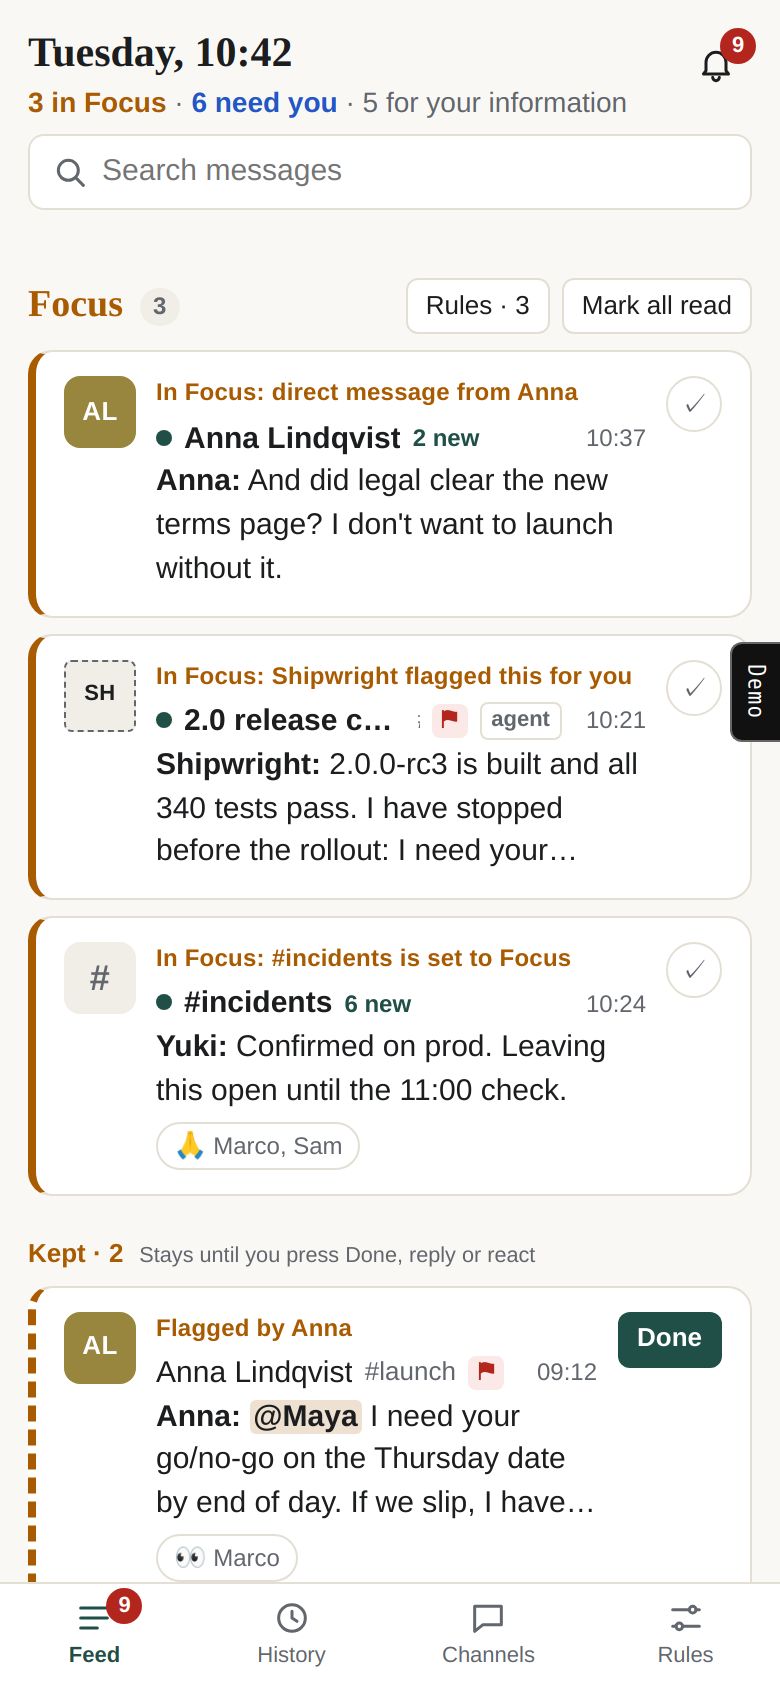 Tuesday, 10:42
9
3 in Focus · 6 need you · 5 for your information
Search messages
Focus 3
Rules · 3
Mark all read
AL
In Focus: direct message from Anna
Anna Lindqvist 2 new 10:37
Anna: And did legal clear the new
terms page? I don't want to launch
without it.
Demo
SH
In Focus: Shipwright flagged this for you
2.0 release c… agent 10:21
Shipwright: 2.0.0-rc3 is built and all
340 tests pass. I have stopped
before the rollout: I need your…
#
In Focus: #incidents is set to Focus
#incidents 6 new 10:24
Yuki: Confirmed on prod. Leaving
this open until the 11:00 check.
🙏 Marco, Sam
Kept · 2 Stays until you press Done, reply or react
AL
Flagged by Anna
Done
Anna Lindqvist #launch 09:12
Anna: @Maya I need your
go/no-go on the Thursday date
by end of day. If we slip, I have…
👀 Marco
9
Feed
History
Channels
Rules